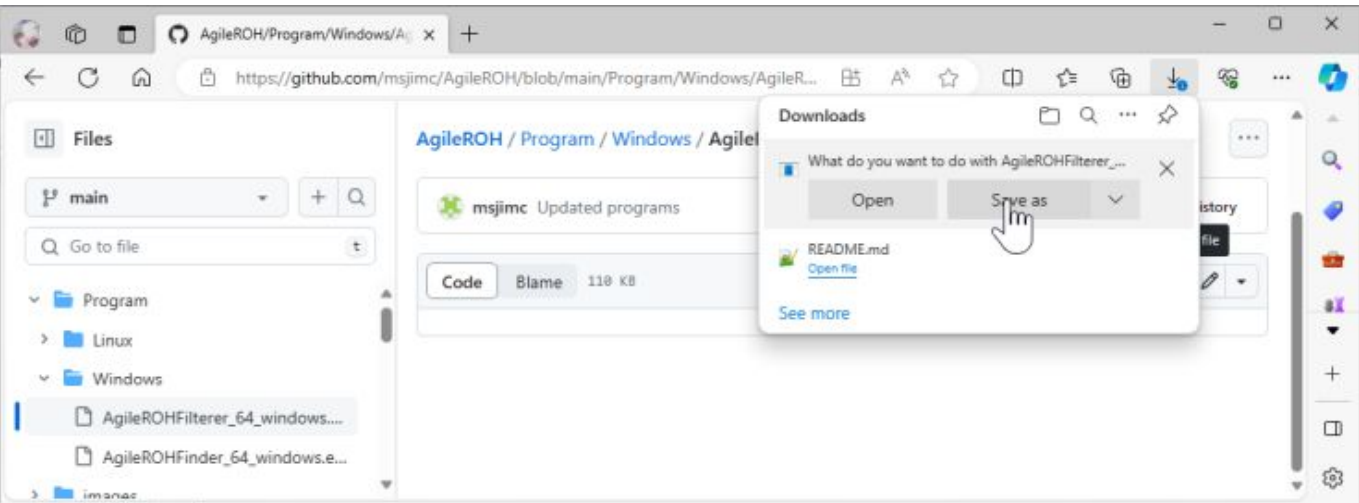 AgileROH/Program/Windows/Ag
https://github.com/msjimc/AgileROH/blob/main/Program/Windows/AgileR...
Downloads
Files
AgileROH / Program / Windows /
What do you want to do with AgileROHFilterer_...
main
Open
Save as
msjimc Updated programs
istory
Go to file
t
README.md
file
Open file
Code
Blame
110 KB
Program
See more
Linux
Windows
AgileROHFilterer_64_windows....
AgileROHFinder_64_windows.e...
images